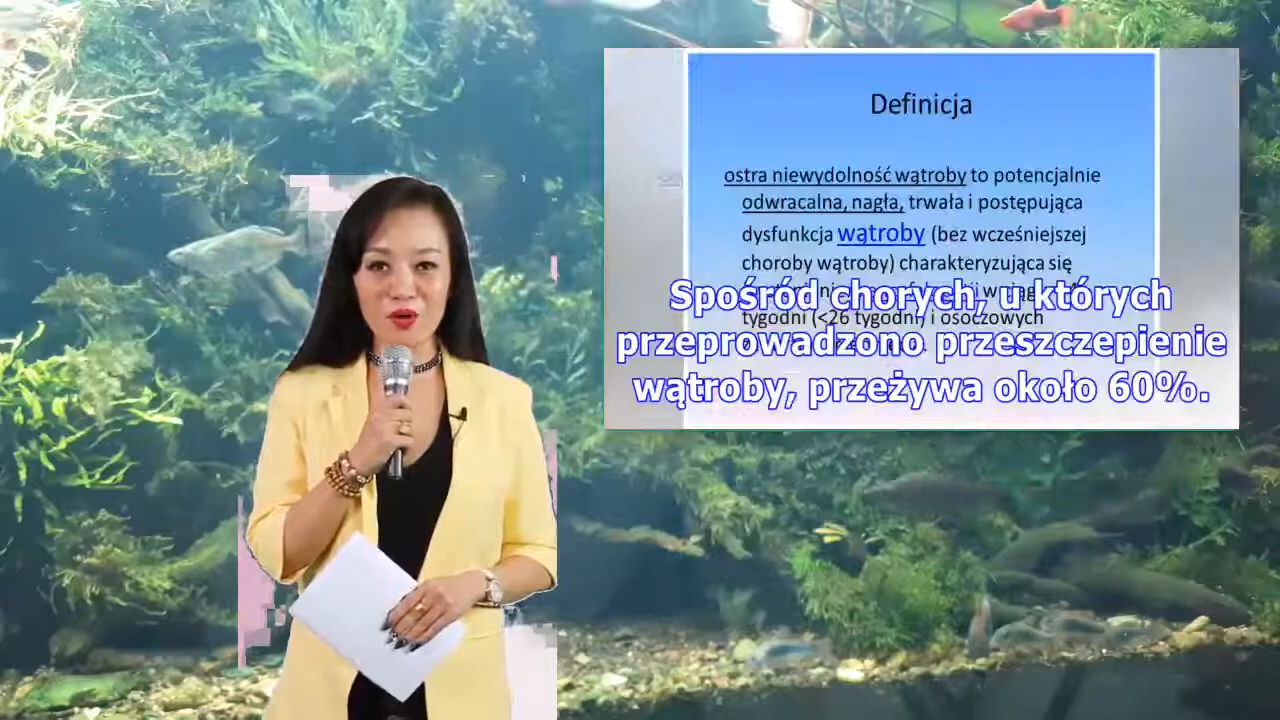 Definicja
ostra niewydolność wątroby to potencjalnie
odwracalna, nagła, trwała i postępująca
dysfunkcja wątroby (bez wcześniejszej
choroby wątroby) charakteryzująca się
Spośród chorych, u których
tygodni (<26 tygodni) i osoczowych
przeprowadzono przeszczepienie
wątroby, przeżywa około 60%.